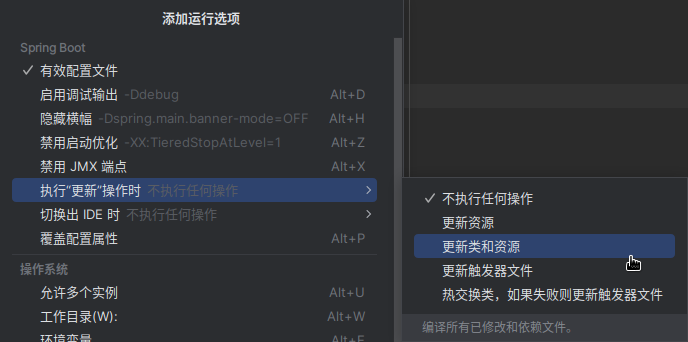 添加运行选项
Spring Boot
有效配置文件
启用调试输出 -Ddebug Alt+D
隐藏横幅 -Dspring.main.banner-mode=OFF Alt+H
禁用启动优化 -XX:TieredStopAtLevel=1 Alt+Z
禁用 JMX 端点 Alt+X
执行“更新”操作时 不执行任何操作
切换出 IDE 时 不执行任何操作
覆盖配置属性 Alt+P
操作系统
允许多个实例 Alt+U
工作目录(W): Alt+W
环境变量 Alt+E
不执行任何操作
更新资源
更新类和资源
更新触发器文件
热交换类，如果失败则更新触发器文件
编译所有已修改和依赖文件。